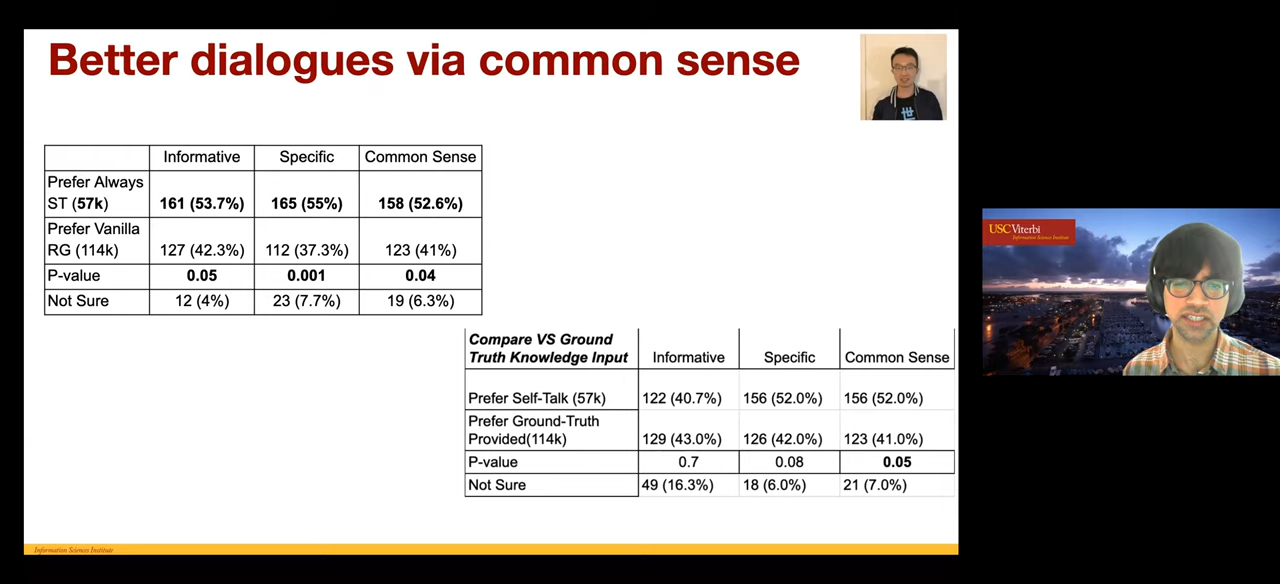 Better dialogues via common sense
Informative Specific Common Sense
Prefer Always
ST (57k) 161 (53.7%) 165 (55%) 158 (52.6%)
Prefer Vanilla
RG (114k) 127 (42.3%) 112 (37.3%) 123 (41%)
P-value 0.05 0.001 0.04
Not Sure 12 (4%) 23 (7.7%) 19 (6.3%)
Compare VS Ground
Truth Knowledge Input Informative Specific Common Sense
Prefer Self-Talk (57k) 122 (40.7%) 156 (52.0%) 156 (52.0%)
Prefer Ground-Truth
Provided(114k) 129 (43.0%) 126 (42.0%) 123 (41.0%)
P-value 0.7 0.08 0.05
Not Sure 49 (16.3%) 18 (6.0%) 21 (7.0%)
Information Sciences Institute
USC Viterbi
Information Sciences Institute
世